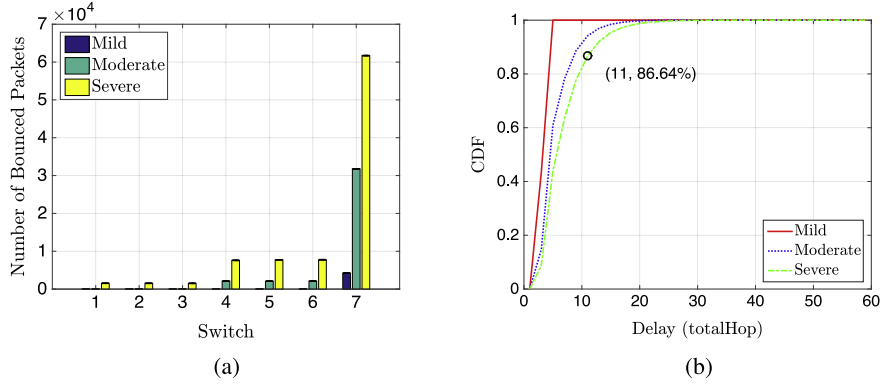 7 ×10⁴
6
5
4
3
2
1
0
Number of Bounced Packets
Mild
Moderate
Severe
1 2 3 4 5 6 7
Switch
(a)
1
0.8
0.6
0.4
0.2
0
CDF
(11, 86.64%)
Mild
Moderate
Severe
0 10 20 30 40 50 60
Delay (totalHop)
(b)